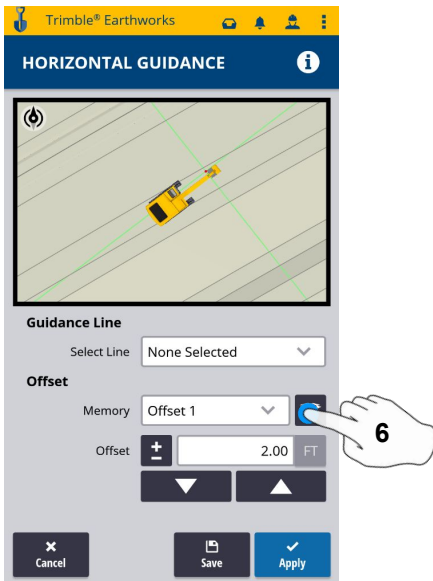 Trimble® Earthworks
HORIZONTAL GUIDANCE
Guidance Line
Select Line None Selected
Offset
Memory Offset 1
6
Offset ± 2.00 FT
Cancel Save Apply